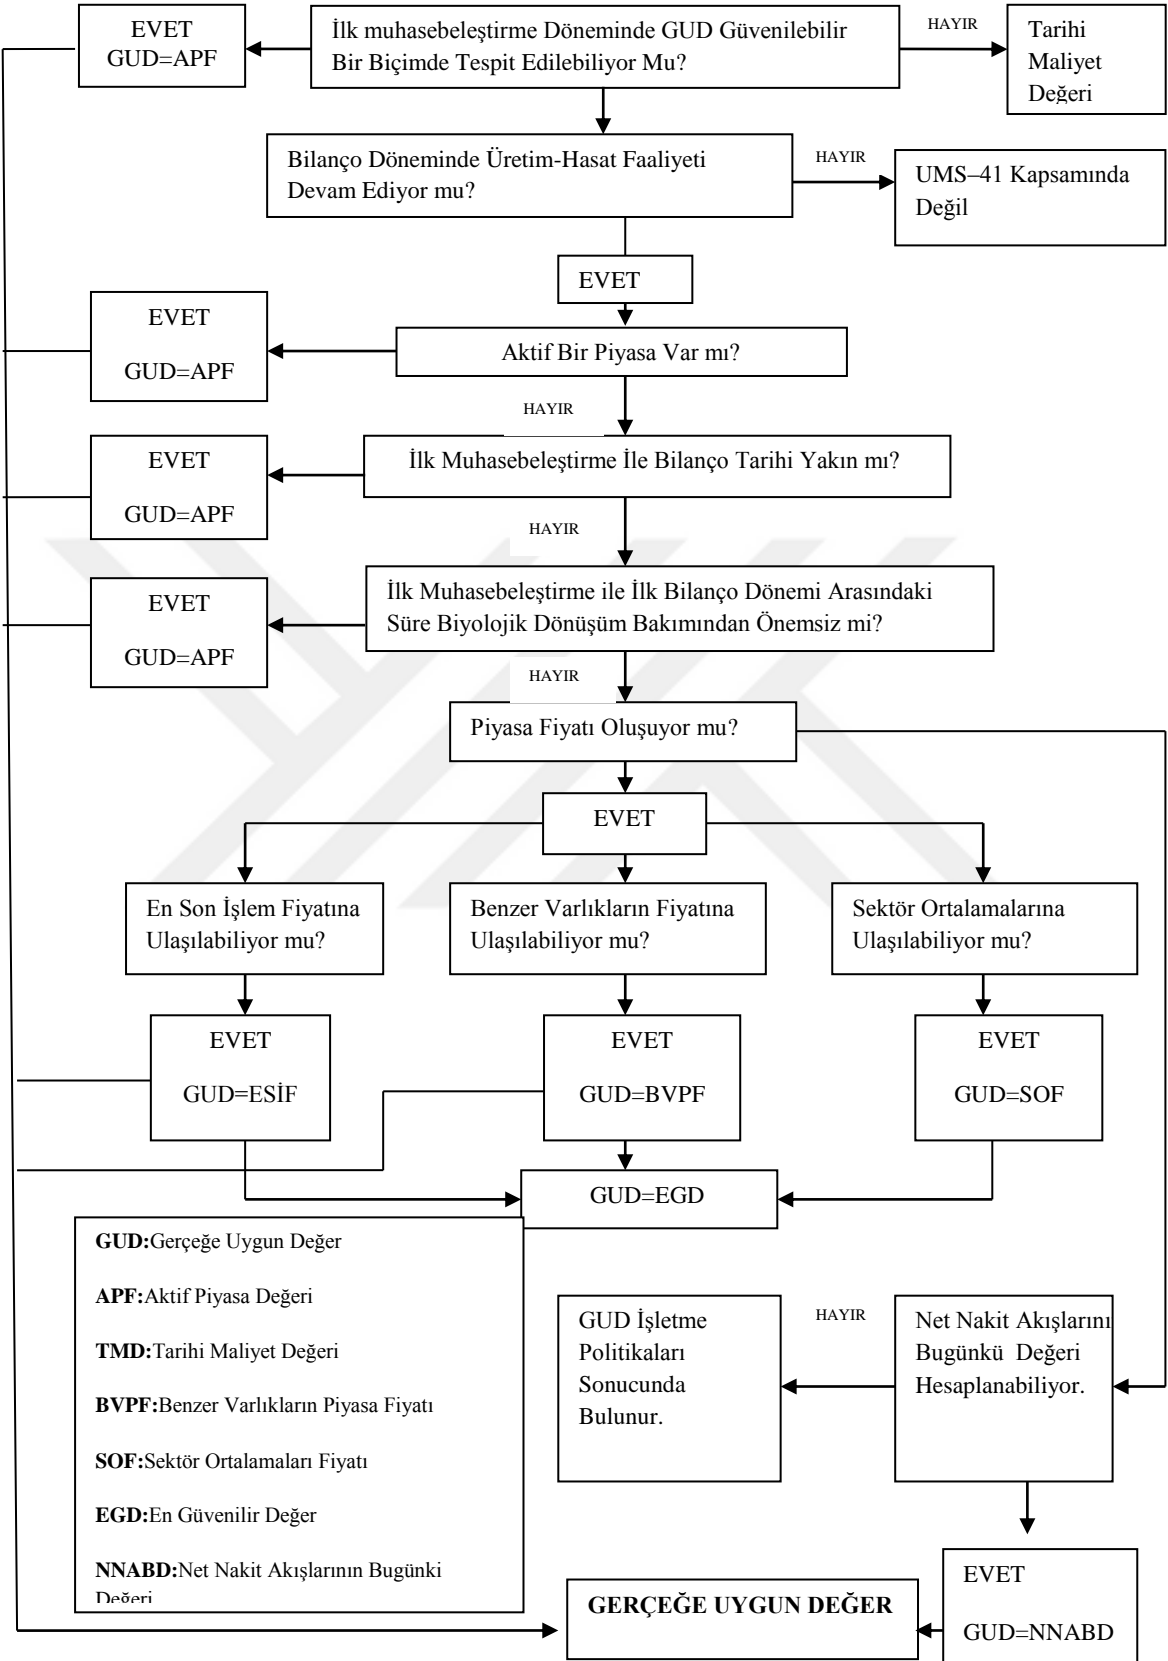 EVET
GUD=APF
İlk muhasebeleştirme Döneminde GUD Güvenilebilir
Bir Biçimde Tespit Edilebiliyor Mu?
HAYIR
Tarihi
Maliyet
Değeri
Bilanço Döneminde Üretim-Hasat Faaliyeti
Devam Ediyor mu?
HAYIR
UMS–41 Kapsamında
Değil
EVET
EVET
GUD=APF
Aktif Bir Piyasa Var mı?
HAYIR
EVET
GUD=APF
İlk Muhasebeleştirme İle Bilanço Tarihi Yakın mı?
HAYIR
EVET
GUD=APF
İlk Muhasebeleştirme ile İlk Bilanço Dönemi Arasındaki
Süre Biyolojik Dönüşüm Bakımından Önemsiz mi?
HAYIR
Piyasa Fiyatı Oluşuyor mu?
EVET
En Son İşlem Fiyatına
Ulaşılabiliyor mu?
Benzer Varlıkların Fiyatına
Ulaşılabiliyor mu?
Sektör Ortalamalarına
Ulaşılabiliyor mu?
EVET
GUD=ESİF
EVET
GUD=BVPF
EVET
GUD=SOF
GUD=EGD
GUD:Gerçeğe Uygun Değer
APF:Aktif Piyasa Değeri
TMD:Tarihi Maliyet Değeri
BVPF:Benzer Varlıkların Piyasa Fiyatı
SOF:Sektör Ortalamaları Fiyatı
EGD:En Güvenilir Değer
NNABD:Net Nakit Akışlarının Bugünki
Değeri
GUD İşletme
Politikaları
Sonucunda
Bulunur.
HAYIR
Net Nakit Akışlarını
Bugünkü Değeri
Hesaplanabiliyor.
EVET
GUD=NNABD
GERÇEĞE UYGUN DEĞER